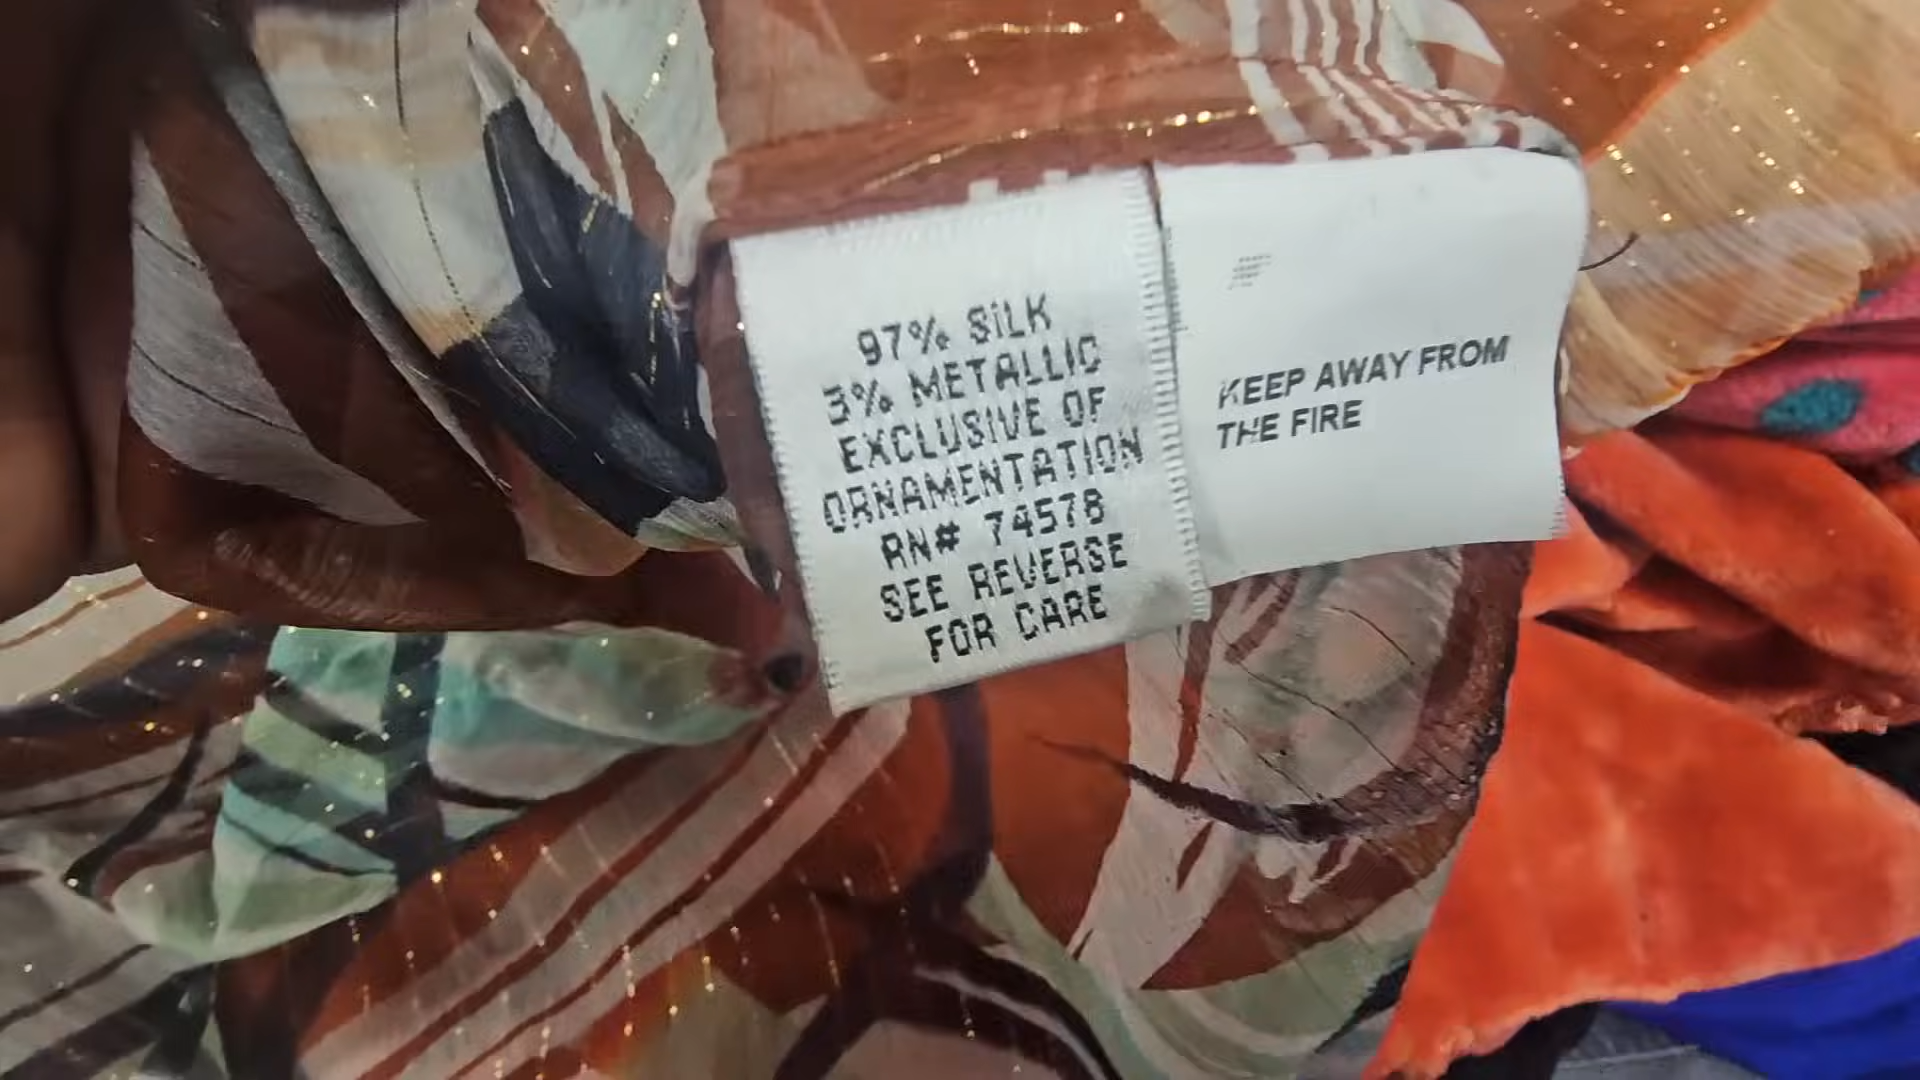 97% SILK
3% METALLIC
EXCLUSIVE OF
ORNAMENTATION
RN# 74578
SEE REVERSE
FOR CARE
KEEP AWAY FROM
THE FIRE